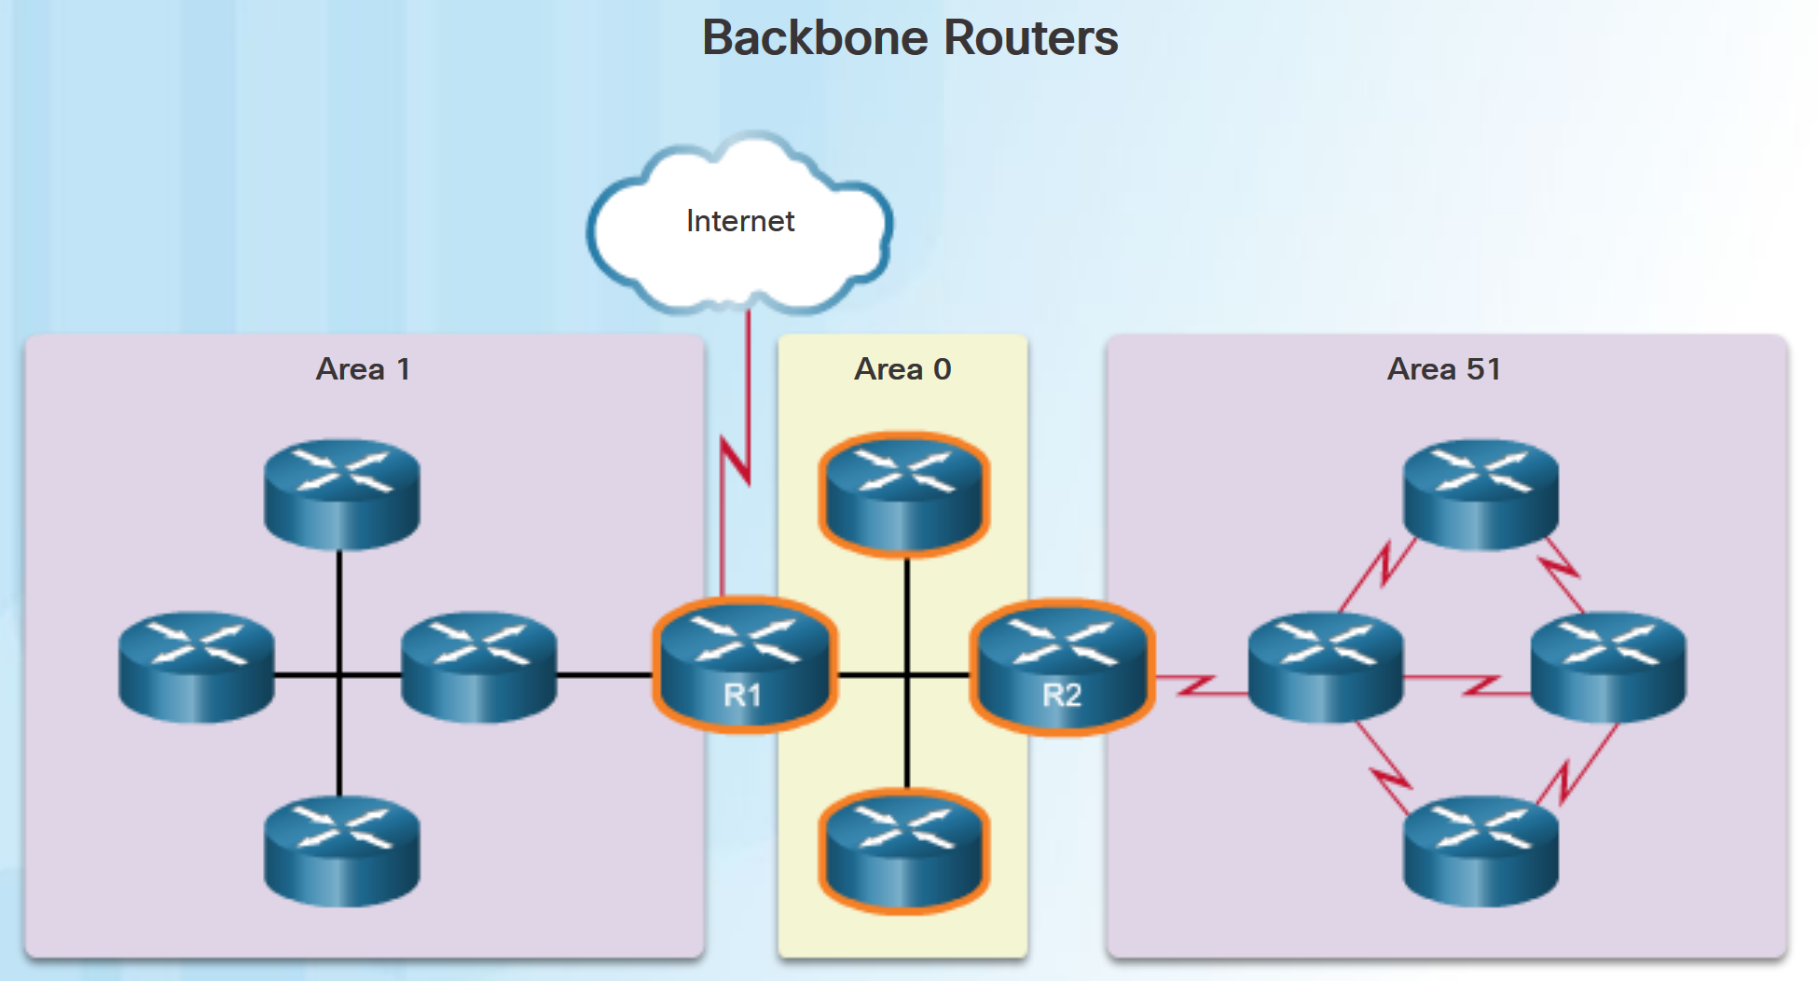 Backbone Routers
Internet
Area 1
Area 0
Area 51
R1
R2